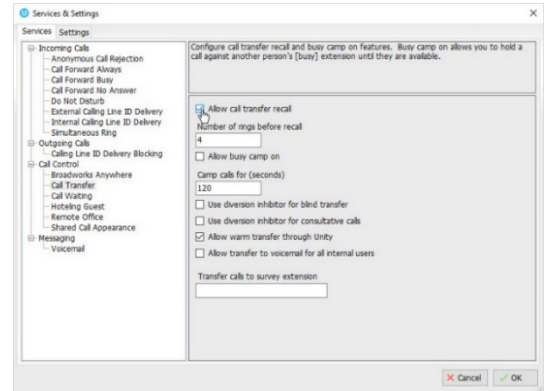 Services & Settings
Services Settings
Incoming Calls
Anonymous Call Rejection
Call Forward Always
Call Forward Busy
Call Forward No Answer
Do Not Disturb
External Calling Line ID Delivery
Internal Calling Line ID Delivery
Simultaneous Ring
Outgoing Calls
Calling Line ID Delivery Blocking
Call Control
Broadworks Anywhere
Call Transfer
Call Waiting
Hoteling Guest
Remote Office
Shared Call Appearance
Messaging
Voicemail
Configure call transfer recall and busy camp on features. Busy camp on allows you to hold a
call against another person's [busy] extension until they are available.
Allow call transfer recall
Number of rings before recall
4
Allow busy camp on
Camp calls for (seconds)
120
Use diversion inhibitor for blind transfer
Use diversion inhibitor for consultative calls
Allow warm transfer through Unity
Allow transfer to voicemail for all internal users
Transfer calls to survey extension
Cancel OK